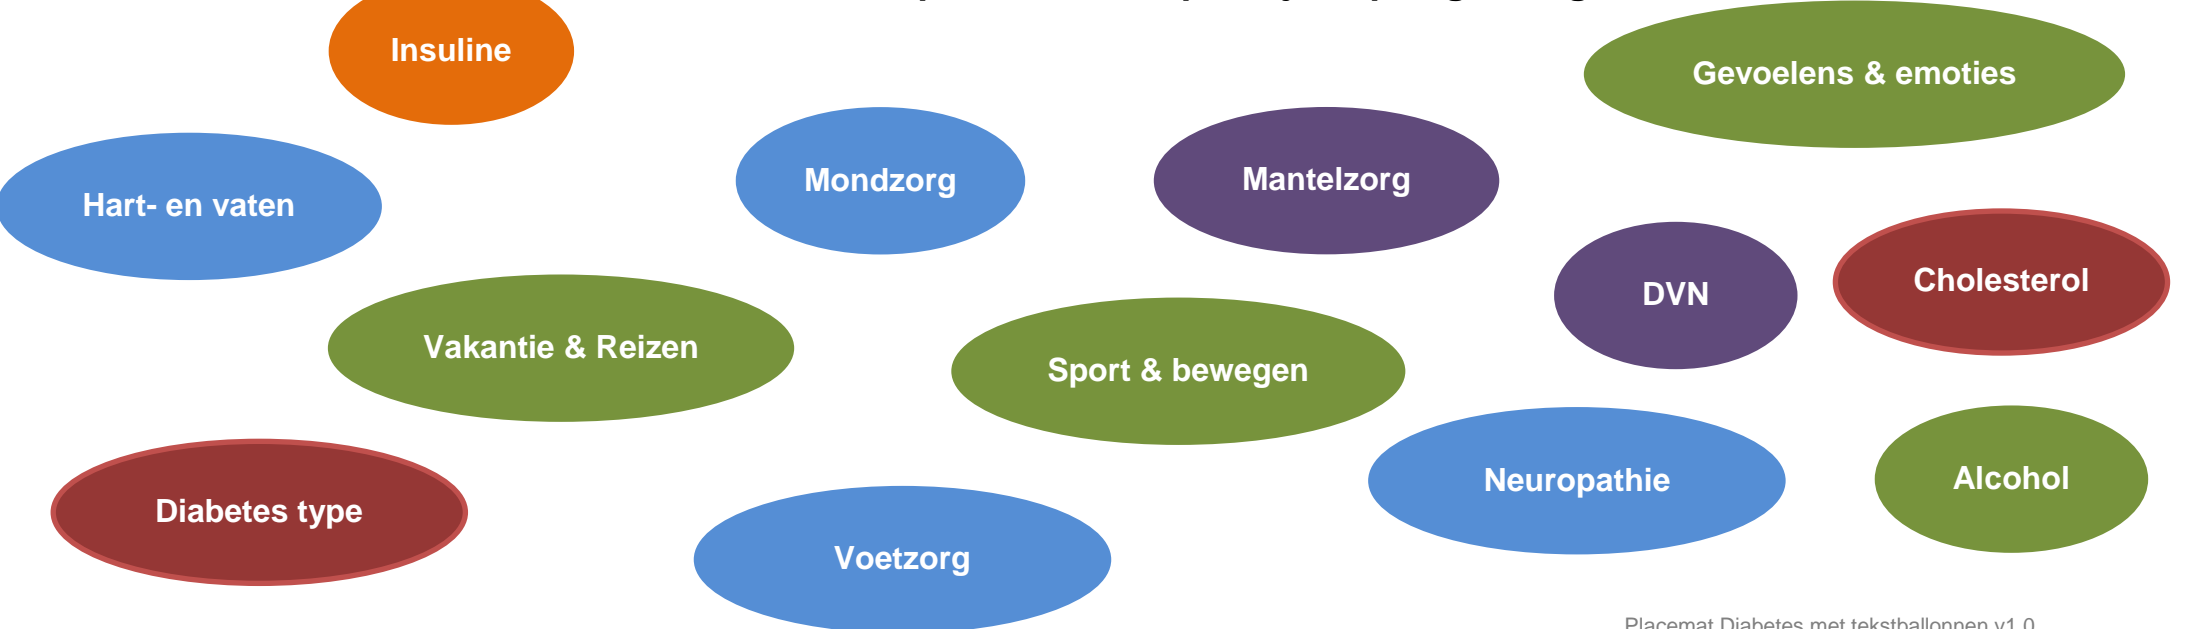 Insuline
Gevoelens & emoties
Mondzorg
Mantelzorg
Hart- en vaten
Cholesterol
DVN
Vakantie & Reizen
Sport & bewegen
Alcohol
Neuropathie
Diabetes type
Voetzorg
Placemat Diabetes met tekstballonnen v1.0